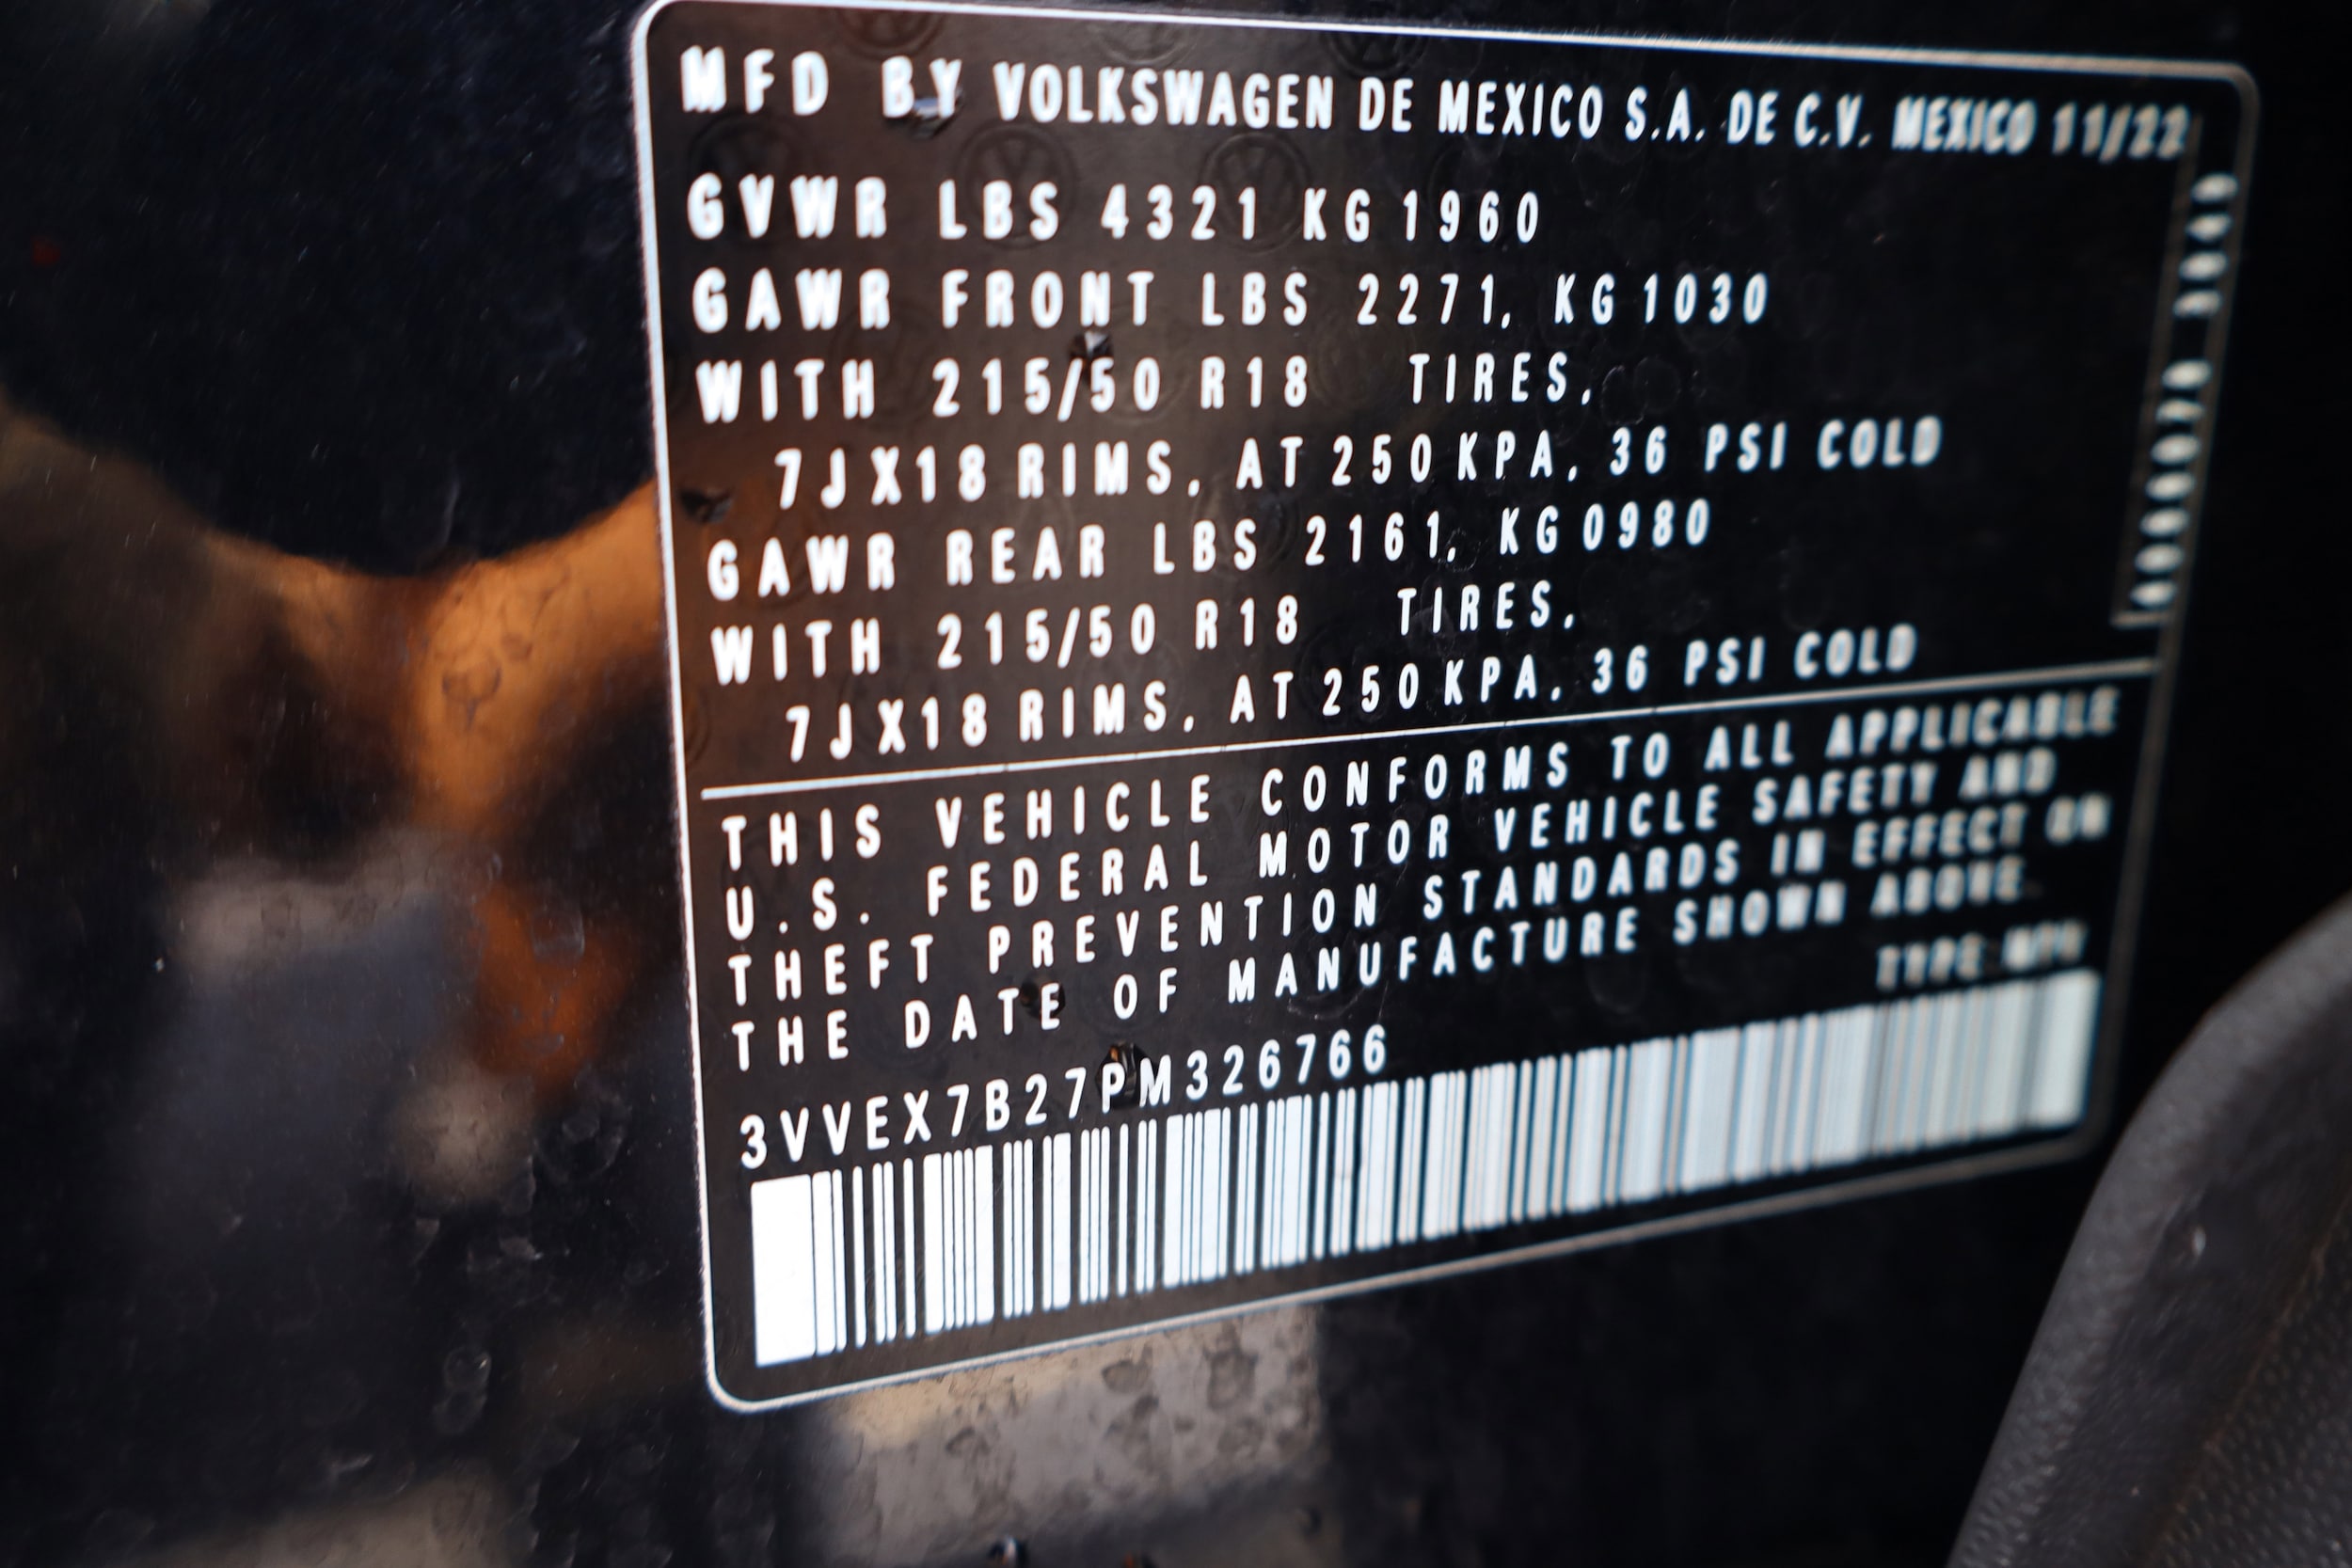 MFD BY VOLKSWAGEN DE MEXICO S.A. DE C.V. MEXICO 11/22
GVWR LBS 4321 KG 1960
GAWR FRONT LBS 2271, KG 1030
WITH 215/50 R18 TIRES,
7JX18 RIMS, AT 250 KPA, 36 PSI COLD
GAWR REAR LBS 2161, KG 0980
WITH 215/50 R18 TIRES,
7JX18 RIMS, AT 250 KPA, 36 PSI COLD
THIS VEHICLE CONFORMS TO ALL APPLICABLE
U.S. FEDERAL MOTOR VEHICLE SAFETY AND
THEFT PREVENTION STANDARDS IN EFFECT ON
THE DATE OF MANUFACTURE SHOWN ABOVE.
TYPE: MPV
3VVEX7B27PM326766